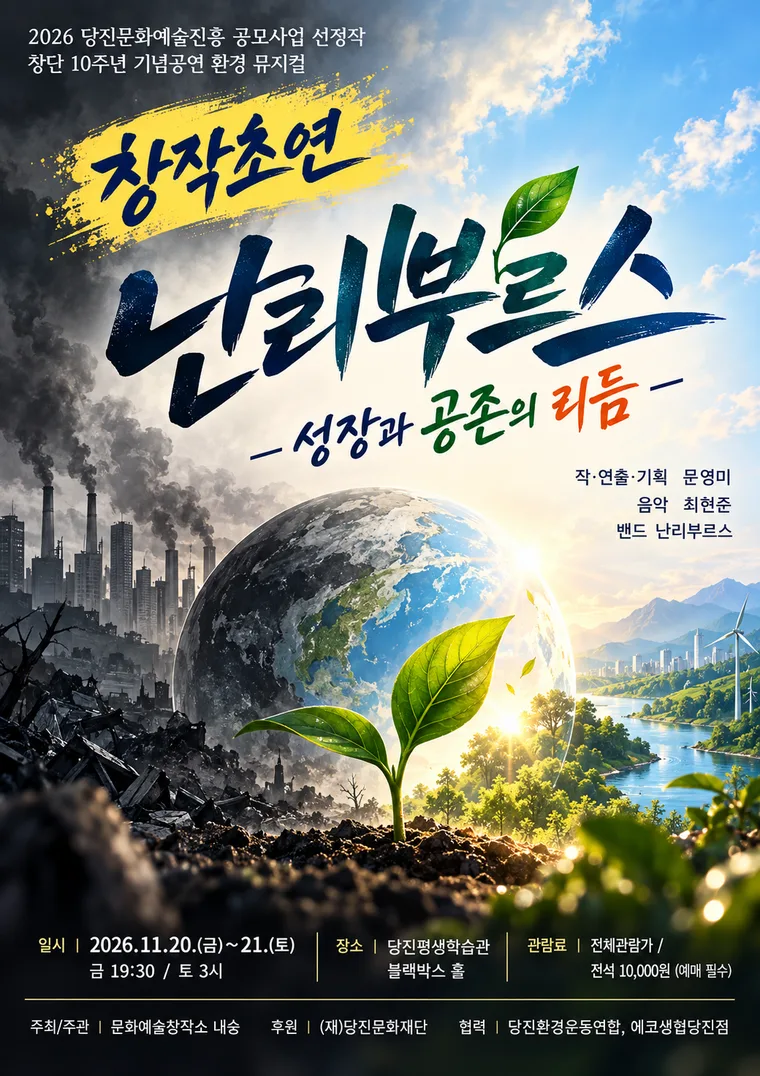 2026 당진문화예술진흥 공모사업 선정작
창단 10주년 기념공연 환경 뮤지컬
창작초연
난리부르스
– 성장과 공존의 리듬 –
작·연출·기획 문영미
음악 최현준
밴드 난리부르스
일시 | 2026.11.20.(금)~21.(토)
금 19:30 / 토 3시
장소 | 당진평생학습관
블랙박스 홀
관람료 | 전체관람가 /
전석 10,000원 (예매 필수)
주최/주관 | 문화예술창작소 내숭 후원 | (재)당진문화재단 협력 | 당진환경운동연합, 에코생협당진점